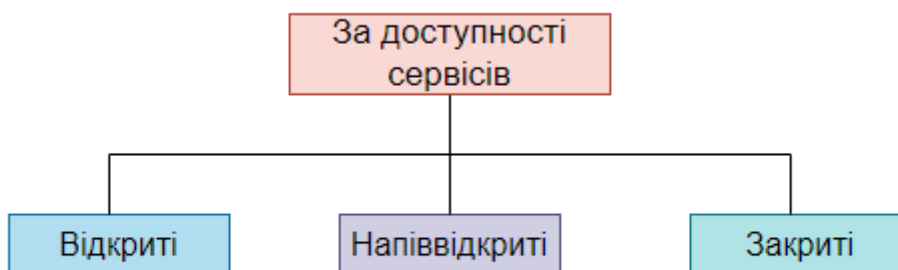 За доступності
сервісів
Відкриті
Напіввідкриті
Закриті